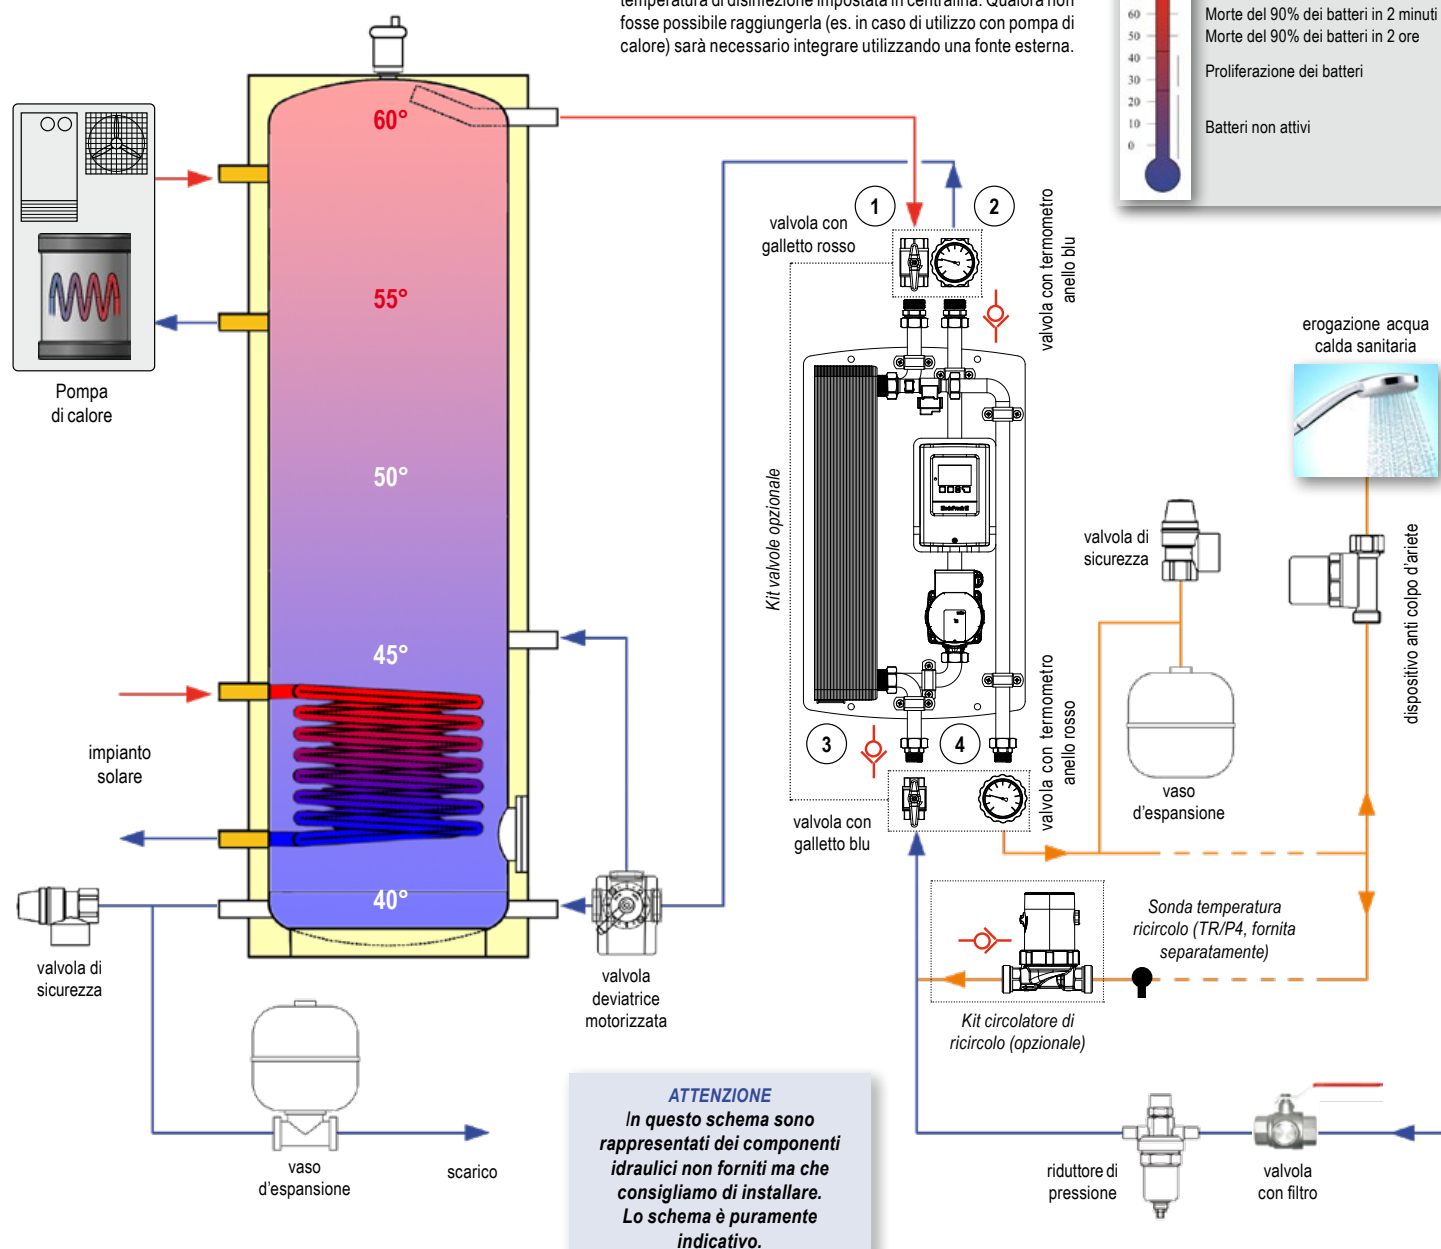 temperatura di disinfezione impostata in centralina. Qualora non
fosse possibile raggiungerla (es. in caso di utilizzo con pompa di
calore) sarà necessario integrare utilizzando una fonte esterna.
60
50
40
30
20
10
0
Morte del 90% dei batteri in 2 minuti
Morte del 90% dei batteri in 2 ore
Proliferazione dei batteri
Batteri non attivi
60°
55°
50°
45°
40°
Pompa
di calore
impianto
solare
valvola di
sicurezza
vaso
d'espansione
scarico
valvola
deviatrice
motorizzata
valvola con
galletto rosso
1
2
valvola con termometro
anello blu
Kit valvole opzionale
3
4
valvola con
galletto blu
valvola con termometro
anello rosso
erogazione acqua
calda sanitaria
valvola di
sicurezza
dispositivo anti colpo d'ariete
vaso
d'espansione
Sonda temperatura
ricircolo (TR/P4, fornita
separatamente)
Kit circolatore di
ricircolo (opzionale)
riduttore di
pressione
valvola
con filtro
ATTENZIONE
In questo schema sono
rappresentati dei componenti
idraulici non forniti ma che
consigliamo di installare.
Lo schema è puramente
indicativo.